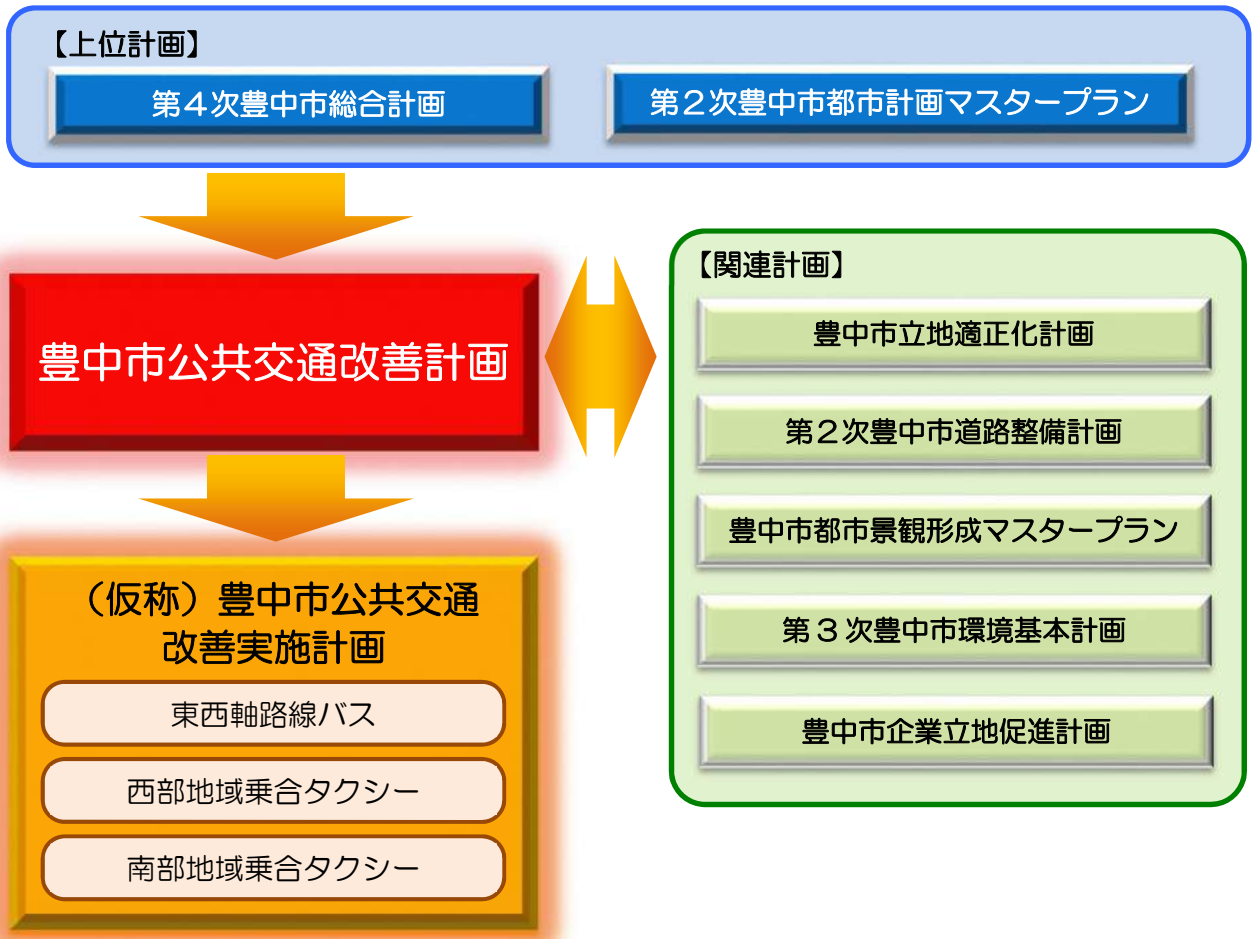 【上位計画】
第4次豊中市総合計画
第2次豊中市都市計画マスタープラン
豊中市公共交通改善計画
【関連計画】
豊中市立地適正化計画
第2次豊中市道路整備計画
豊中市都市景観形成マスタープラン
第3次豊中市環境基本計画
豊中市企業立地促進計画
（仮称）豊中市公共交通
改善実施計画
東西軸路線バス
西部地域乗合タクシー
南部地域乗合タクシー